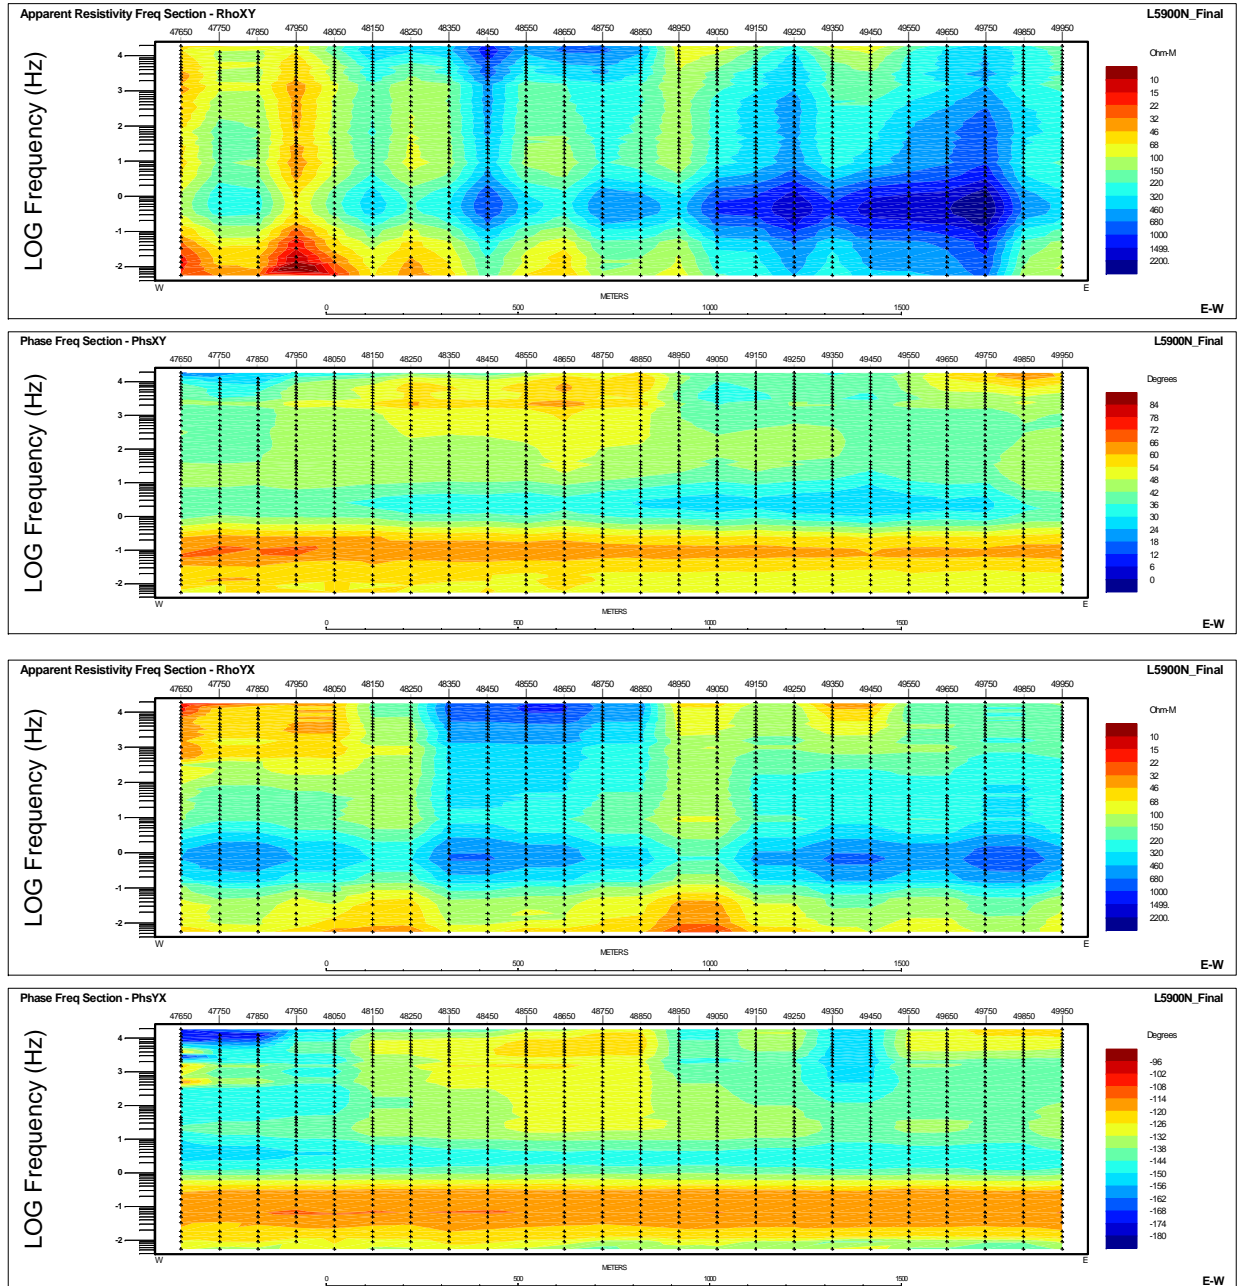 Apparent Resistivity Freq Section - RhoXY L5900N_Final
47650 47750 47850 47950 48050 48150 48250 48350 48450 48550 48650 48750 48850 48950 49050 49150 49250 49350 49450 49550 49650 49750 49850 49950
LOG Frequency (Hz)
4
3
2
1
0
-1
-2
Ohm-M
10
15
22
32
46
68
100
150
220
320
460
680
1000
1499.
2200.
W E
METERS
0 500 1000 1500
E-W
Phase Freq Section - PhsXY L5900N_Final
47650 47750 47850 47950 48050 48150 48250 48350 48450 48550 48650 48750 48850 48950 49050 49150 49250 49350 49450 49550 49650 49750 49850 49950
LOG Frequency (Hz)
4
3
2
1
0
-1
-2
Degrees
84
78
72
66
60
54
48
42
36
30
24
18
12
6
0
W E
METERS
0 500 1000 1500
E-W
Apparent Resistivity Freq Section - RhoYX L5900N_Final
47650 47750 47850 47950 48050 48150 48250 48350 48450 48550 48650 48750 48850 48950 49050 49150 49250 49350 49450 49550 49650 49750 49850 49950
LOG Frequency (Hz)
4
3
2
1
0
-1
-2
Ohm-M
10
15
22
32
46
68
100
150
220
320
460
680
1000
1499.
2200.
W E
METERS
0 500 1000 1500
E-W
Phase Freq Section - PhsYX L5900N_Final
47650 47750 47850 47950 48050 48150 48250 48350 48450 48550 48650 48750 48850 48950 49050 49150 49250 49350 49450 49550 49650 49750 49850 49950
LOG Frequency (Hz)
4
3
2
1
0
-1
-2
Degrees
-96
-102
-108
-114
-120
-126
-132
-138
-144
-150
-156
-162
-168
-174
-180
W E
METERS
0 500 1000 1500
E-W